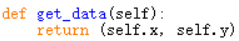 def get_data(self):
    return (self.x, self.y)